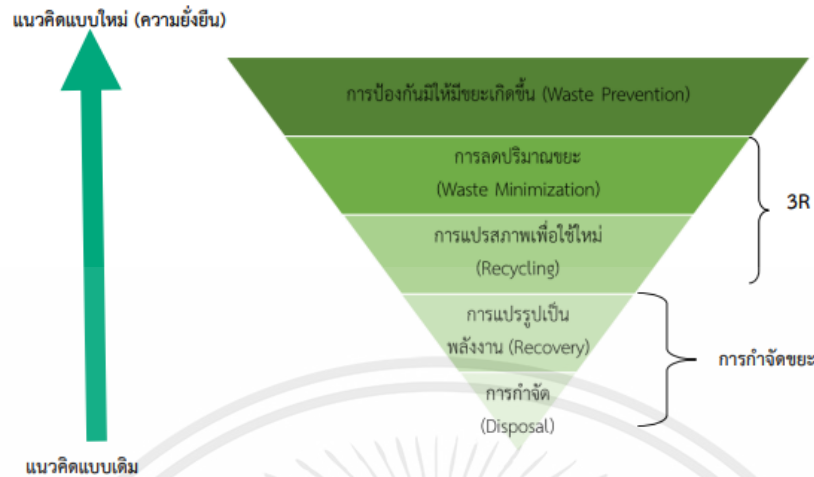 แนวคิดแบบใหม่ (ความยั่งยืน)
การป้องกันมิให้มีขยะเกิดขึ้น (Waste Prevention)
การลดปริมาณขยะ
(Waste Minimization)
3R
การแปรสภาพเพื่อใช้ใหม่
(Recycling)
การแปรรูปเป็น
พลังงาน (Recovery)
การกำจัดขยะ
การกำจัด
(Disposal)
แนวคิดแบบเดิม